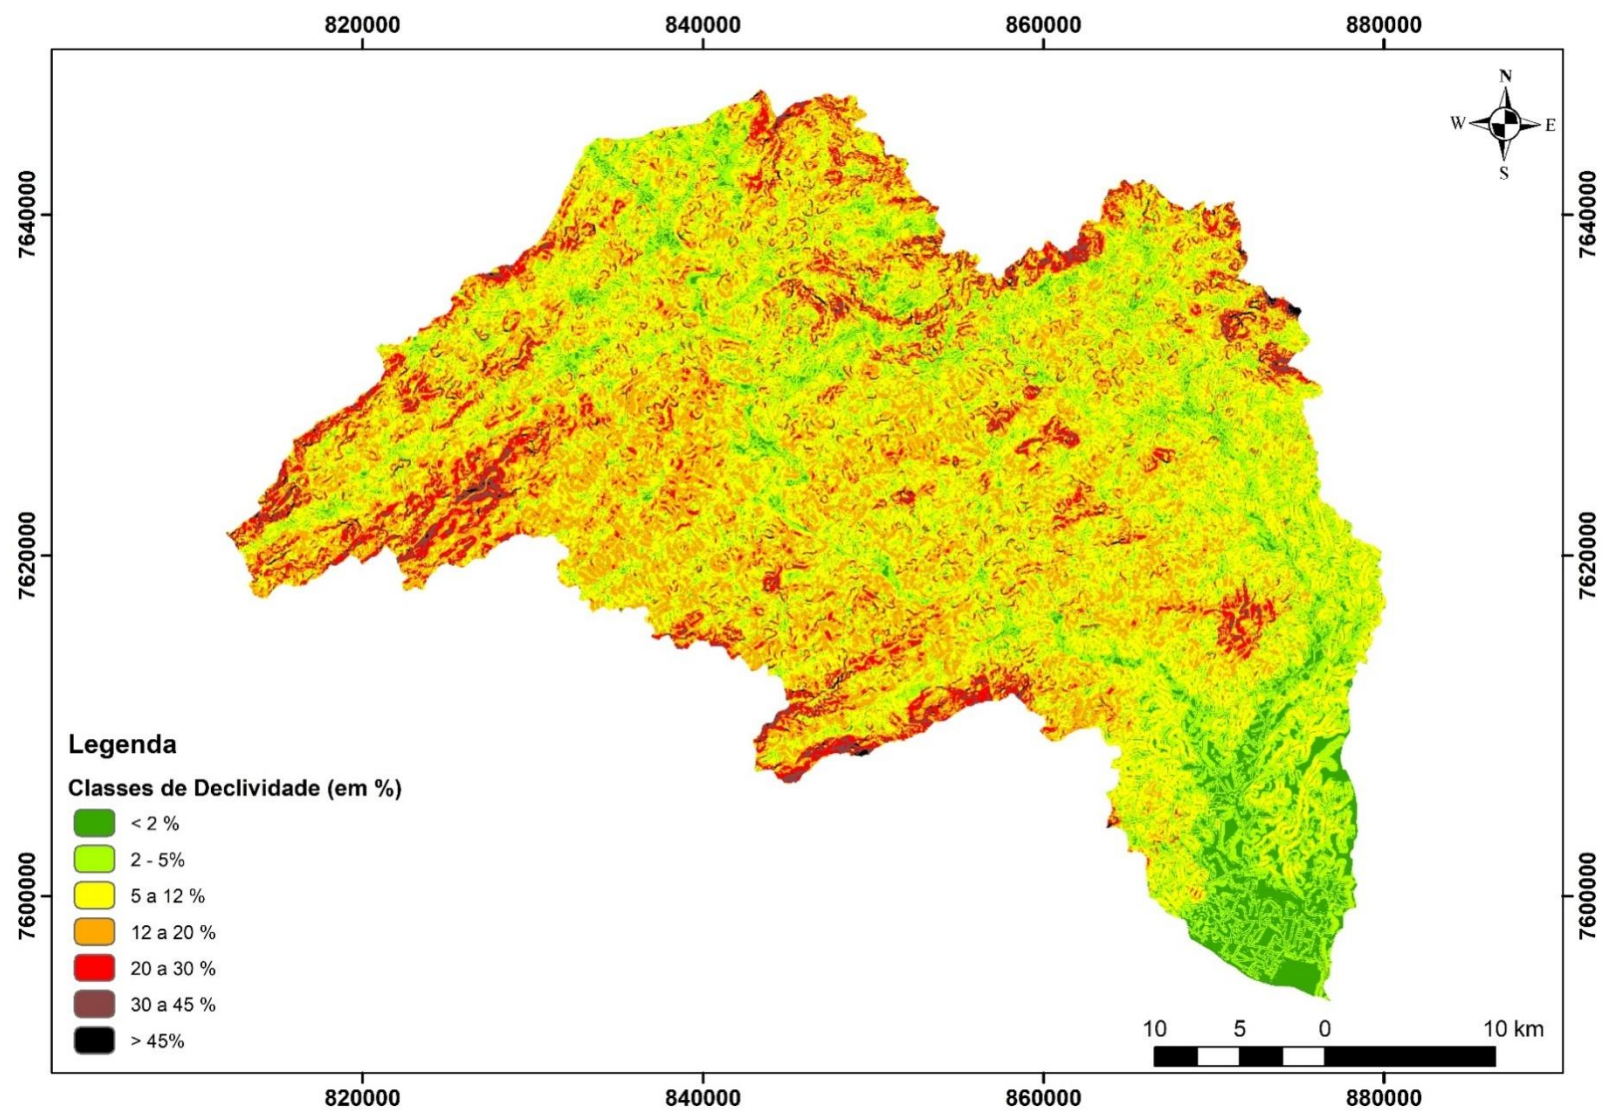 820000 840000 860000 880000
N
W E
S
7640000 7640000
7620000 7620000
7600000 7600000
Legenda
Classes de Declividade (em %)
< 2 %
2 - 5%
5 a 12 %
12 a 20 %
20 a 30 %
30 a 45 %
> 45%
10 5 0 10 km
820000 840000 860000 880000